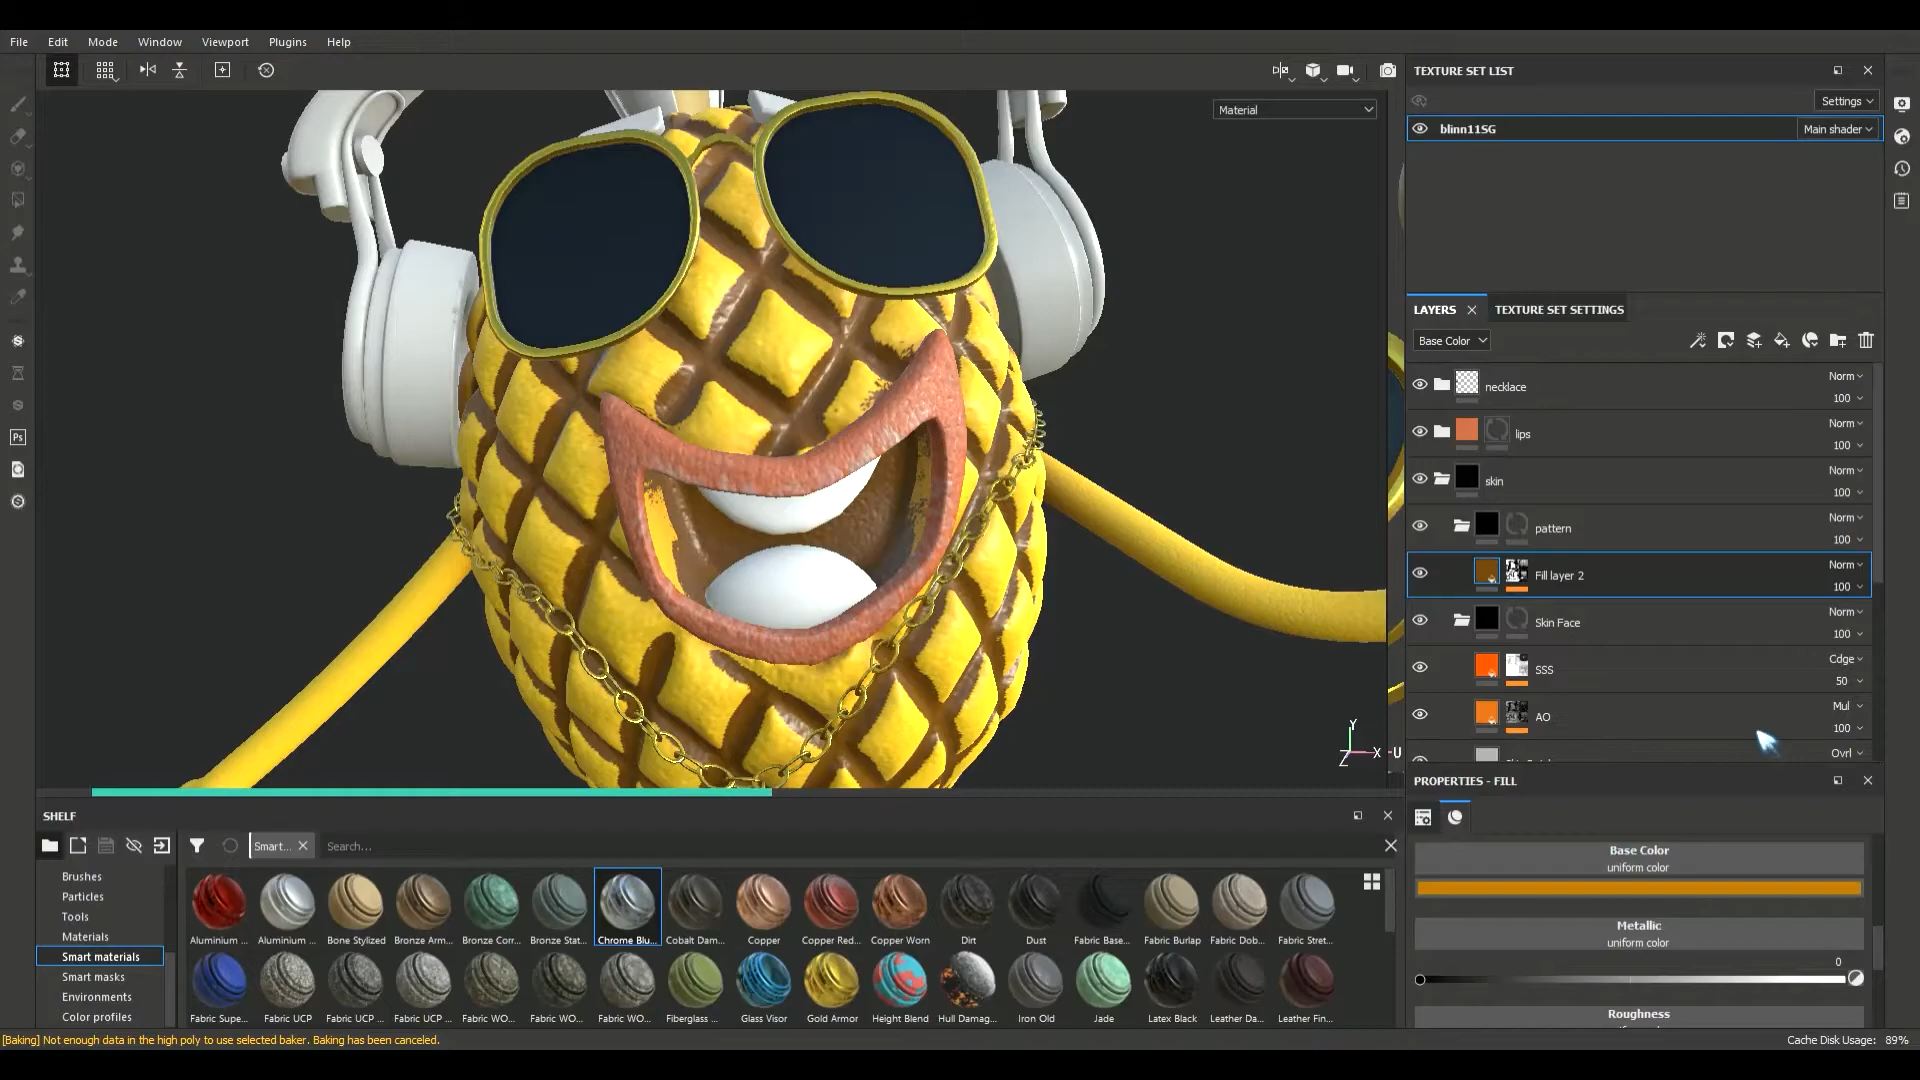 File Edit Mode Window Viewport Plugins Help
Material
TEXTURE SET LIST
Settings
blinn11SG
Main shader
LAYERS
TEXTURE SET SETTINGS
Base Color
necklace
Norm
100
lips
Norm
100
skin
Norm
100
pattern
Norm
100
Fill layer 2
Norm
100
Skin Face
Norm
100
SSS
Cdge
50
AO
Mul
100
Ovrl
Y
Z
X
U
Ps
PROPERTIES - FILL
Base Color
uniform color
Metallic
uniform color
0
Roughness
SHELF
Smart...
Search...
Brushes
Particles
Tools
Materials
Smart materials
Smart masks
Environments
Color profiles
Aluminium ... Aluminium ... Bone Stylized Bronze Arm... Bronze Corr... Bronze Stat... Chrome Blu... Cobalt Dam... Copper Copper Red... Copper Worn Dirt Dust Fabric Base... Fabric Burlap Fabric Dob... Fabric Stret...
Fabric Supe... Fabric UCP Fabric UCP ... Fabric UCP ... Fabric WO... Fabric WO... Fabric WO... Fiberglass ... Glass Visor Gold Armor Height Blend Hull Damag... Iron Old Jade Latex Black Leather Da... Leather Fin...
[Baking] Not enough data in the high poly to use selected baker. Baking has been canceled.
Cache Disk Usage: 89%